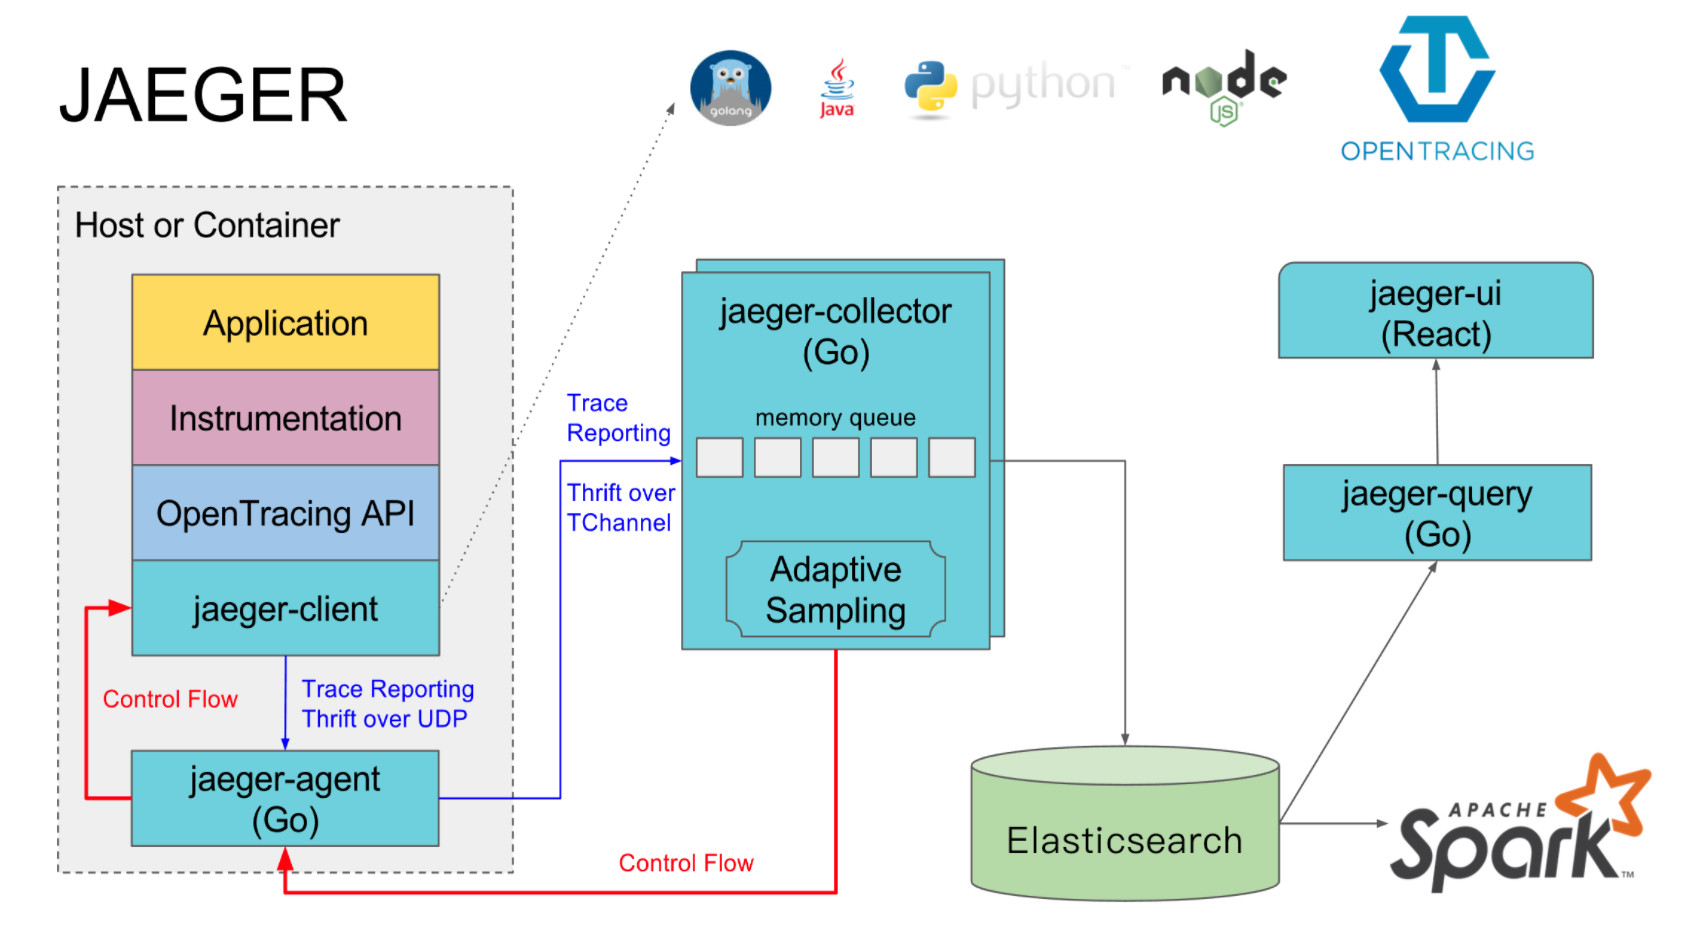 JAEGER
golang
Java
python™
node
JS
OPENTRACING
Host or Container
Application
Instrumentation
OpenTracing API
jaeger-client
Control Flow
Trace Reporting
Thrift over UDP
jaeger-agent
(Go)
Trace
Reporting
Thrift over
TChannel
jaeger-collector
(Go)
memory queue
Adaptive
Sampling
Control Flow
Elasticsearch
jaeger-ui
(React)
jaeger-query
(Go)
APACHE
Spark™